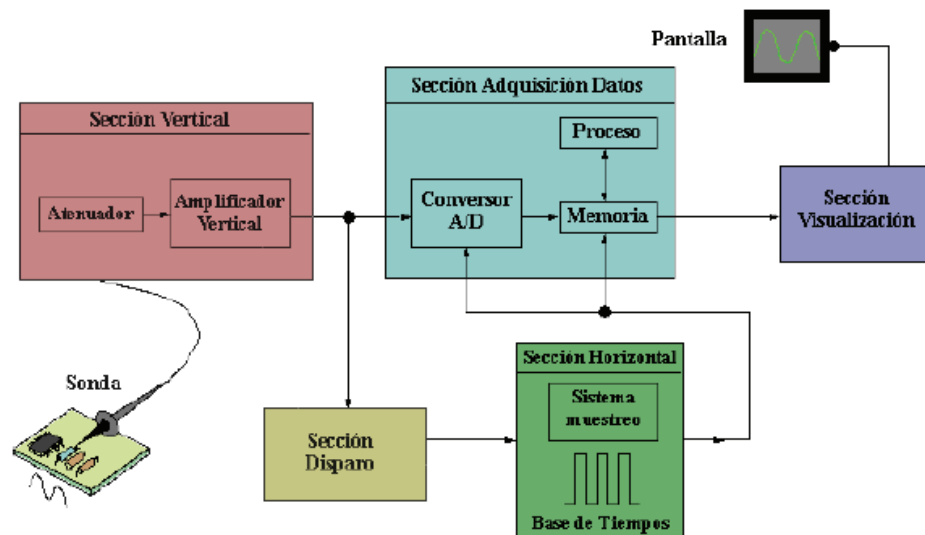 Pantalla
Sección Adquisición Datos
Sección Vertical
Proceso
Atenuador
Amplificador
Vertical
Conversor
A/D
Memoria
Sección
Visualización
Sección Horizontal
Sonda
Sistema
muestreo
Sección
Disparo
Base de Tiempos